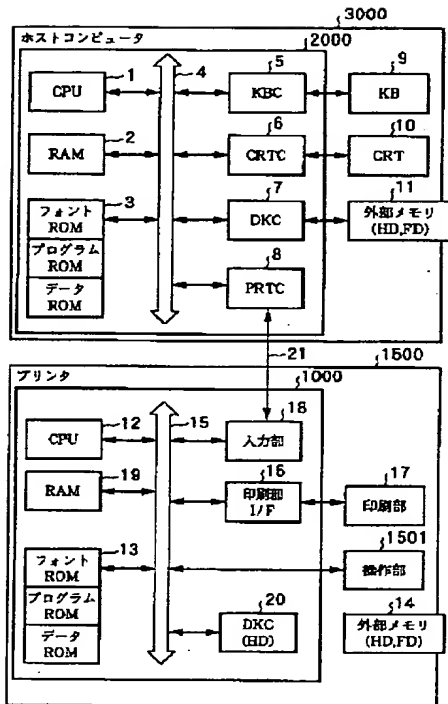 3000
ホストコンピュータ
2000
1
4
5
9
CPU
KBC
KB
2
6
10
RAM
CRTC
CRT
3
7
11
フォント
ROM
DKC
外部メモリ
(HD,FD)
プログラム
ROM
8
データ
ROM
PRTC
21
1500
プリンタ
1000
12
15
18
CPU
入力部
19
16
17
RAM
印刷部
I/F
印刷部
13
1501
フォント
ROM
操作部
プログラム
ROM
20
14
データ
ROM
DKC
(HD)
外部メモリ
(HD,FD)